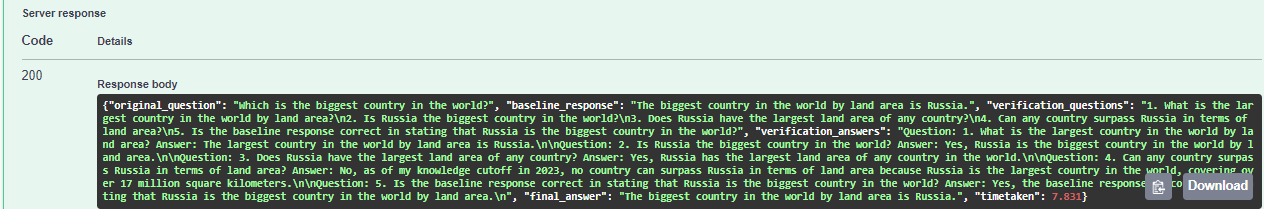 Server response
Code Details
200
Response body
{"original_question": "Which is the biggest country in the world?", "baseline_response": "The biggest country in the world by land area is Russia.", "verification_questions": "1. What is the lar
gest country in the world by land area?\n2. Is Russia the biggest country in the world?\n3. Does Russia have the largest land area of any country?\n4. Can any country surpass Russia in terms of
land area?\n5. Is the baseline response correct in stating that Russia is the biggest country in the world?", "verification_answers": "Question: 1. What is the largest country in the world by la
nd area? Answer: The largest country in the world by land area is Russia.\n\nQuestion: 2. Is Russia the biggest country in the world? Answer: Yes, Russia is the biggest country in the world by l
and area.\n\nQuestion: 3. Does Russia have the largest land area of any country? Answer: Yes, Russia has the largest land area of any country in the world.\n\nQuestion: 4. Can any country surpas
s Russia in terms of land area? Answer: No, as of my knowledge cutoff in 2023, no country can surpass Russia in terms of land area because Russia is the largest country in the world, covering ov
er 17 million square kilometers.\n\nQuestion: 5. Is the baseline response correct in stating that Russia is the biggest country in the world? Answer: Yes, the baseline response
ting that Russia is the biggest country in the world by land area.\n", "final_answer": "The biggest country in the world by land area is Russia.", "timetaken": 7.831}
Download